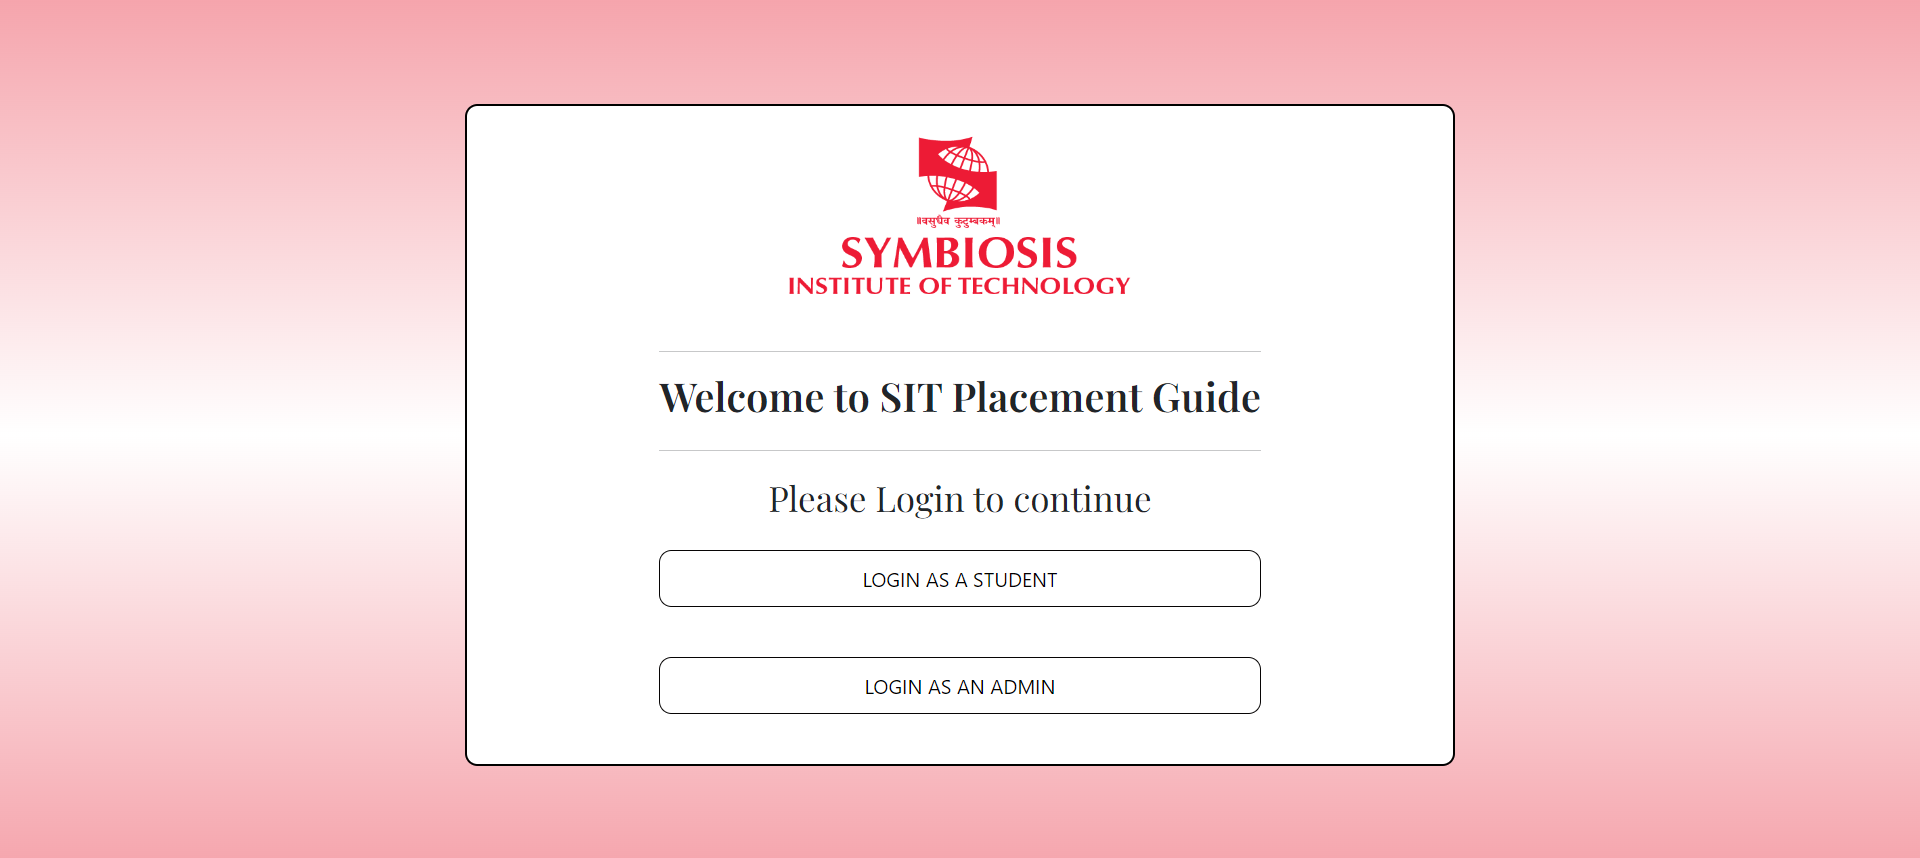 ॥वसुधैव कुटुम्बकम्॥
SYMBIOSIS
INSTITUTE OF TECHNOLOGY
Welcome to SIT Placement Guide
Please Login to continue
LOGIN AS A STUDENT
LOGIN AS AN ADMIN